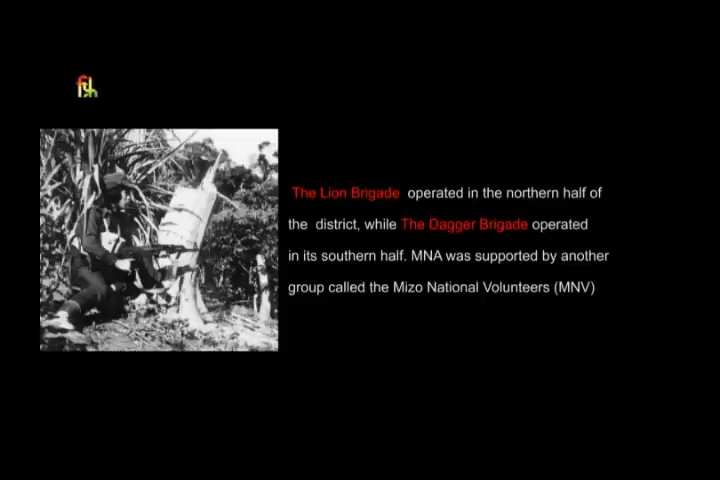 The Lion Brigade operated in the northern half of
the district, while The Dagger Brigade operated
in its southern half. MNA was supported by another
group called the Mizo National Volunteers (MNV)